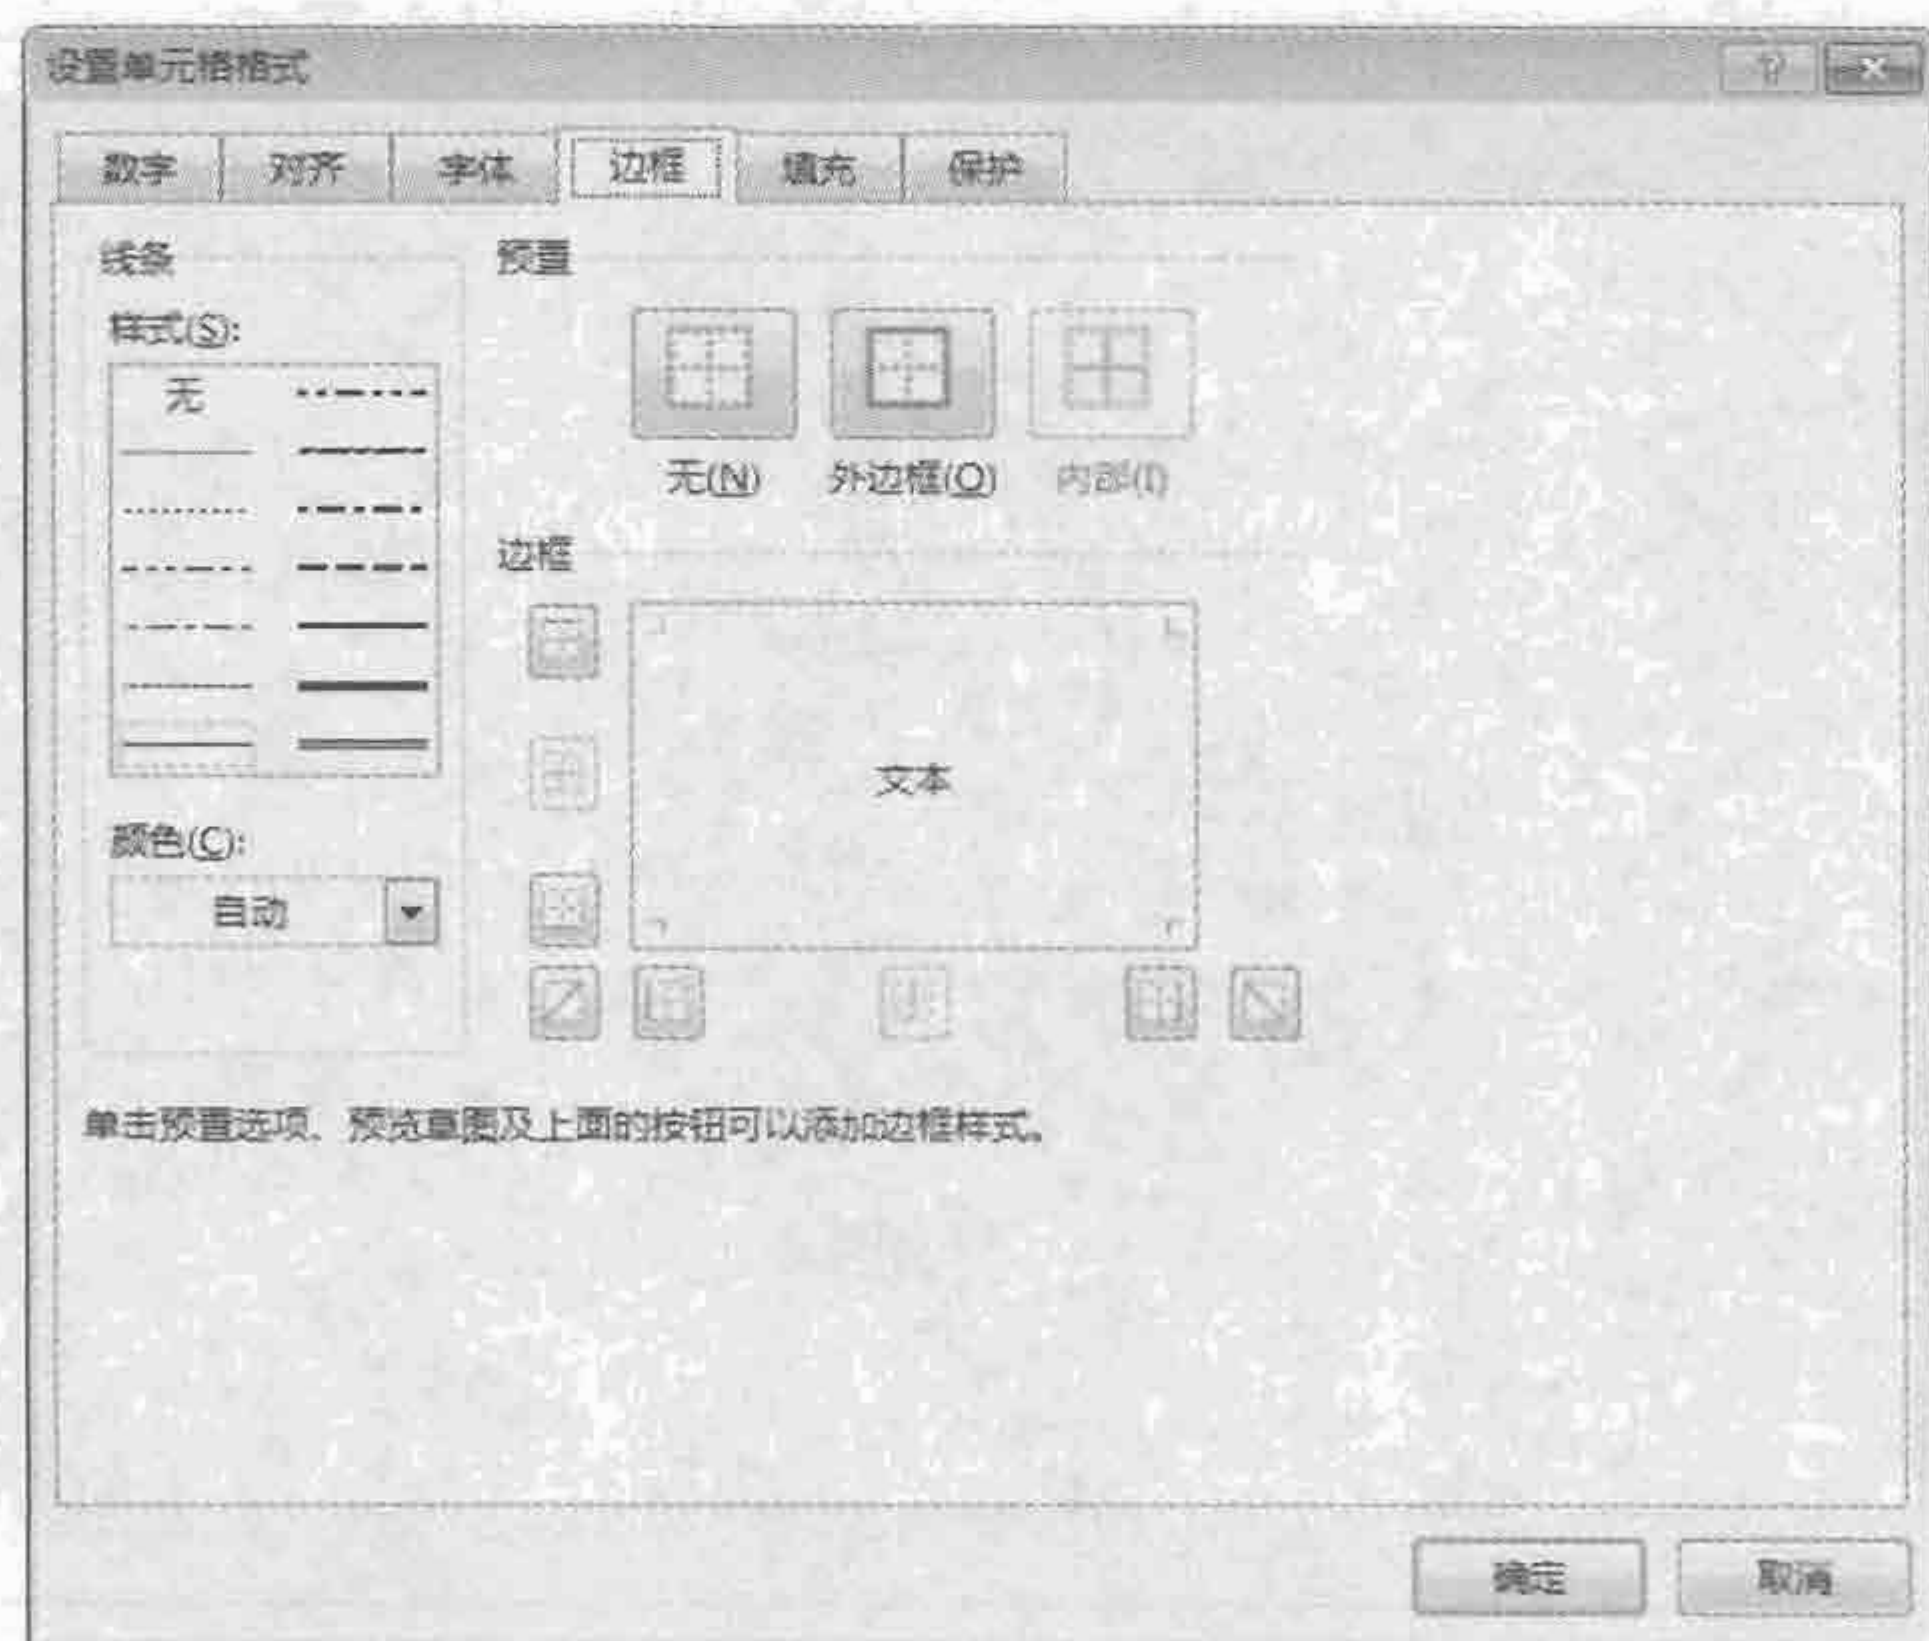 设置单元格格式
数字 对齐 字体 边框 填充 保护
线条
样式(S):
无
颜色(C):
自动
预置
无(N) 外边框(O) 内部(I)
边框
文本
单击预置选项、预览草图及上面的按钮可以添加边框样式。
确定 取消